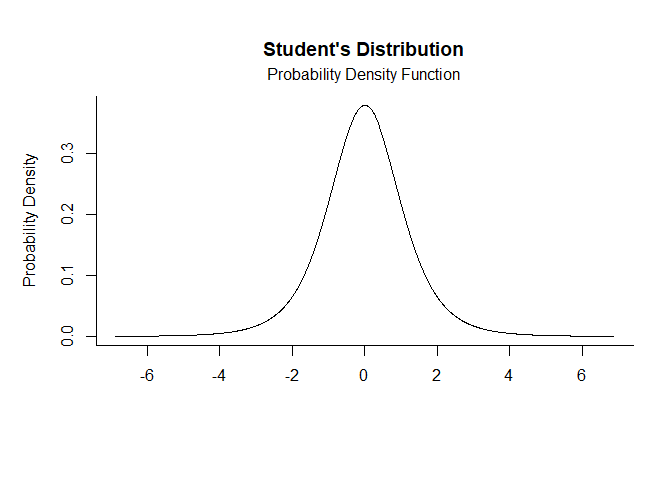 Student's Distribution
Probability Density Function
Probability Density
0.3
0.2
0.1
0.0
-6 -4 -2 0 2 4 6